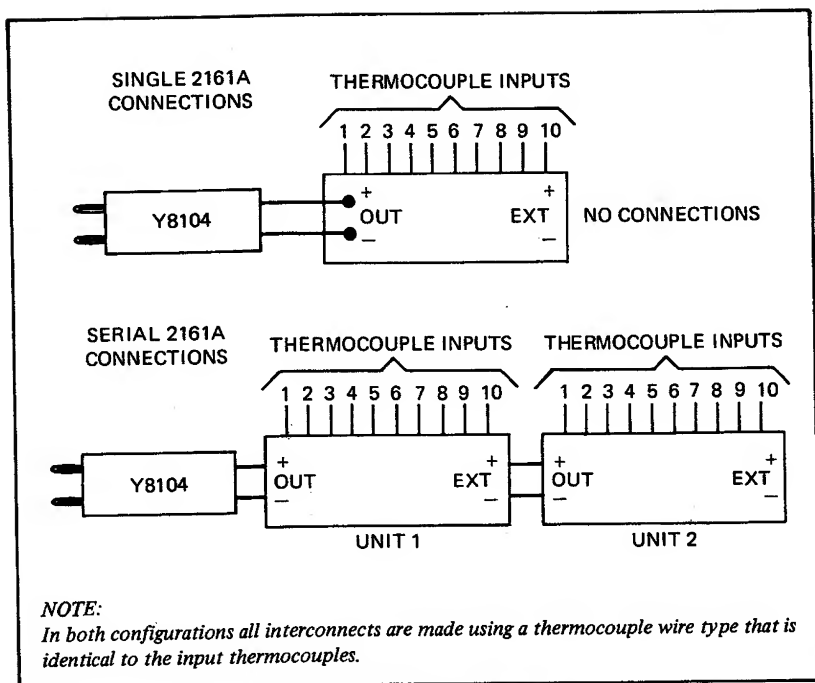 SINGLE 2161A
CONNECTIONS
THERMOCOUPLE INPUTS
1 2 3 4 5 6 7 8 9 10
Y8104
+ +
OUT EXT
− −
NO CONNECTIONS
SERIAL 2161A
CONNECTIONS
THERMOCOUPLE INPUTS
THERMOCOUPLE INPUTS
1 2 3 4 5 6 7 8 9 10
1 2 3 4 5 6 7 8 9 10
Y8104
+ +
OUT EXT
− −
+ +
OUT EXT
− −
UNIT 1
UNIT 2
NOTE:
In both configurations all interconnects are made using a thermocouple wire type that is
identical to the input thermocouples.